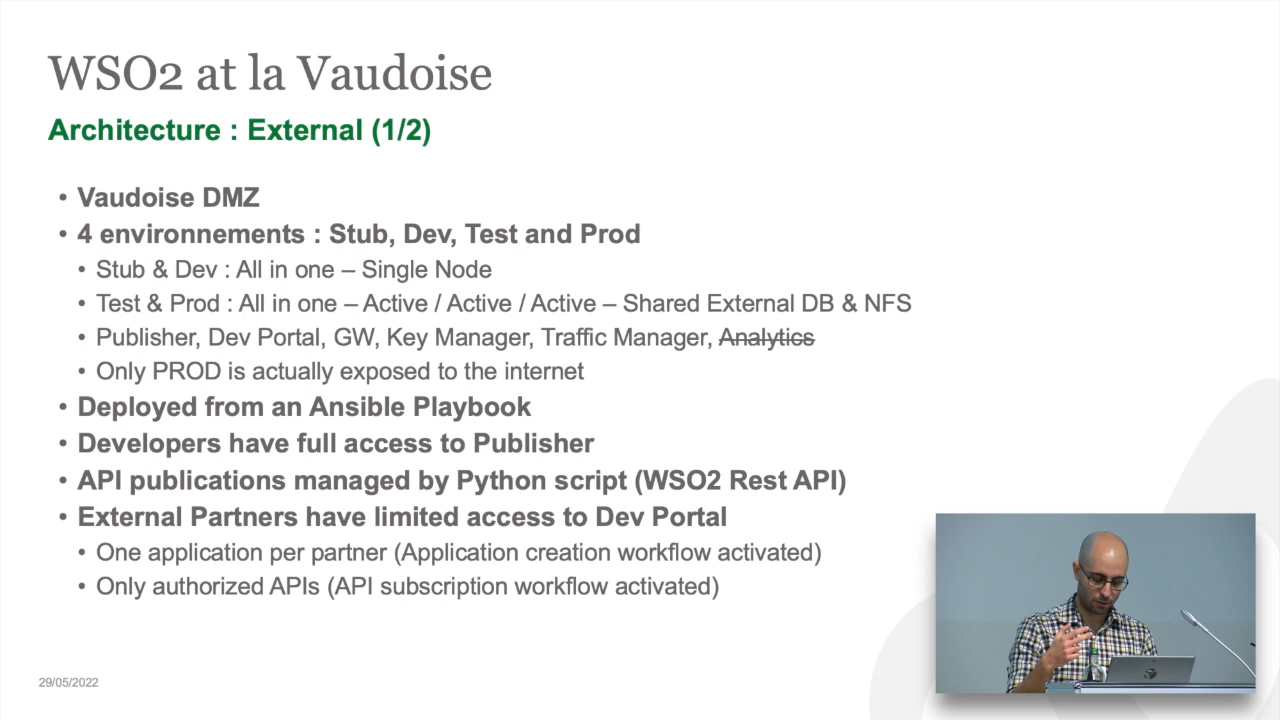 WSO2 at la Vaudoise
Architecture : External (1/2)
• Vaudoise DMZ
• 4 environnements : Stub, Dev, Test and Prod
• Stub & Dev : All in one – Single Node
• Test & Prod : All in one – Active / Active / Active – Shared External DB & NFS
• Publisher, Dev Portal, GW, Key Manager, Traffic Manager, Analytics
• Only PROD is actually exposed to the internet
• Deployed from an Ansible Playbook
• Developers have full access to Publisher
• API publications managed by Python script (WSO2 Rest API)
• External Partners have limited access to Dev Portal
• One application per partner (Application creation workflow activated)
• Only authorized APIs (API subscription workflow activated)
29/05/2022